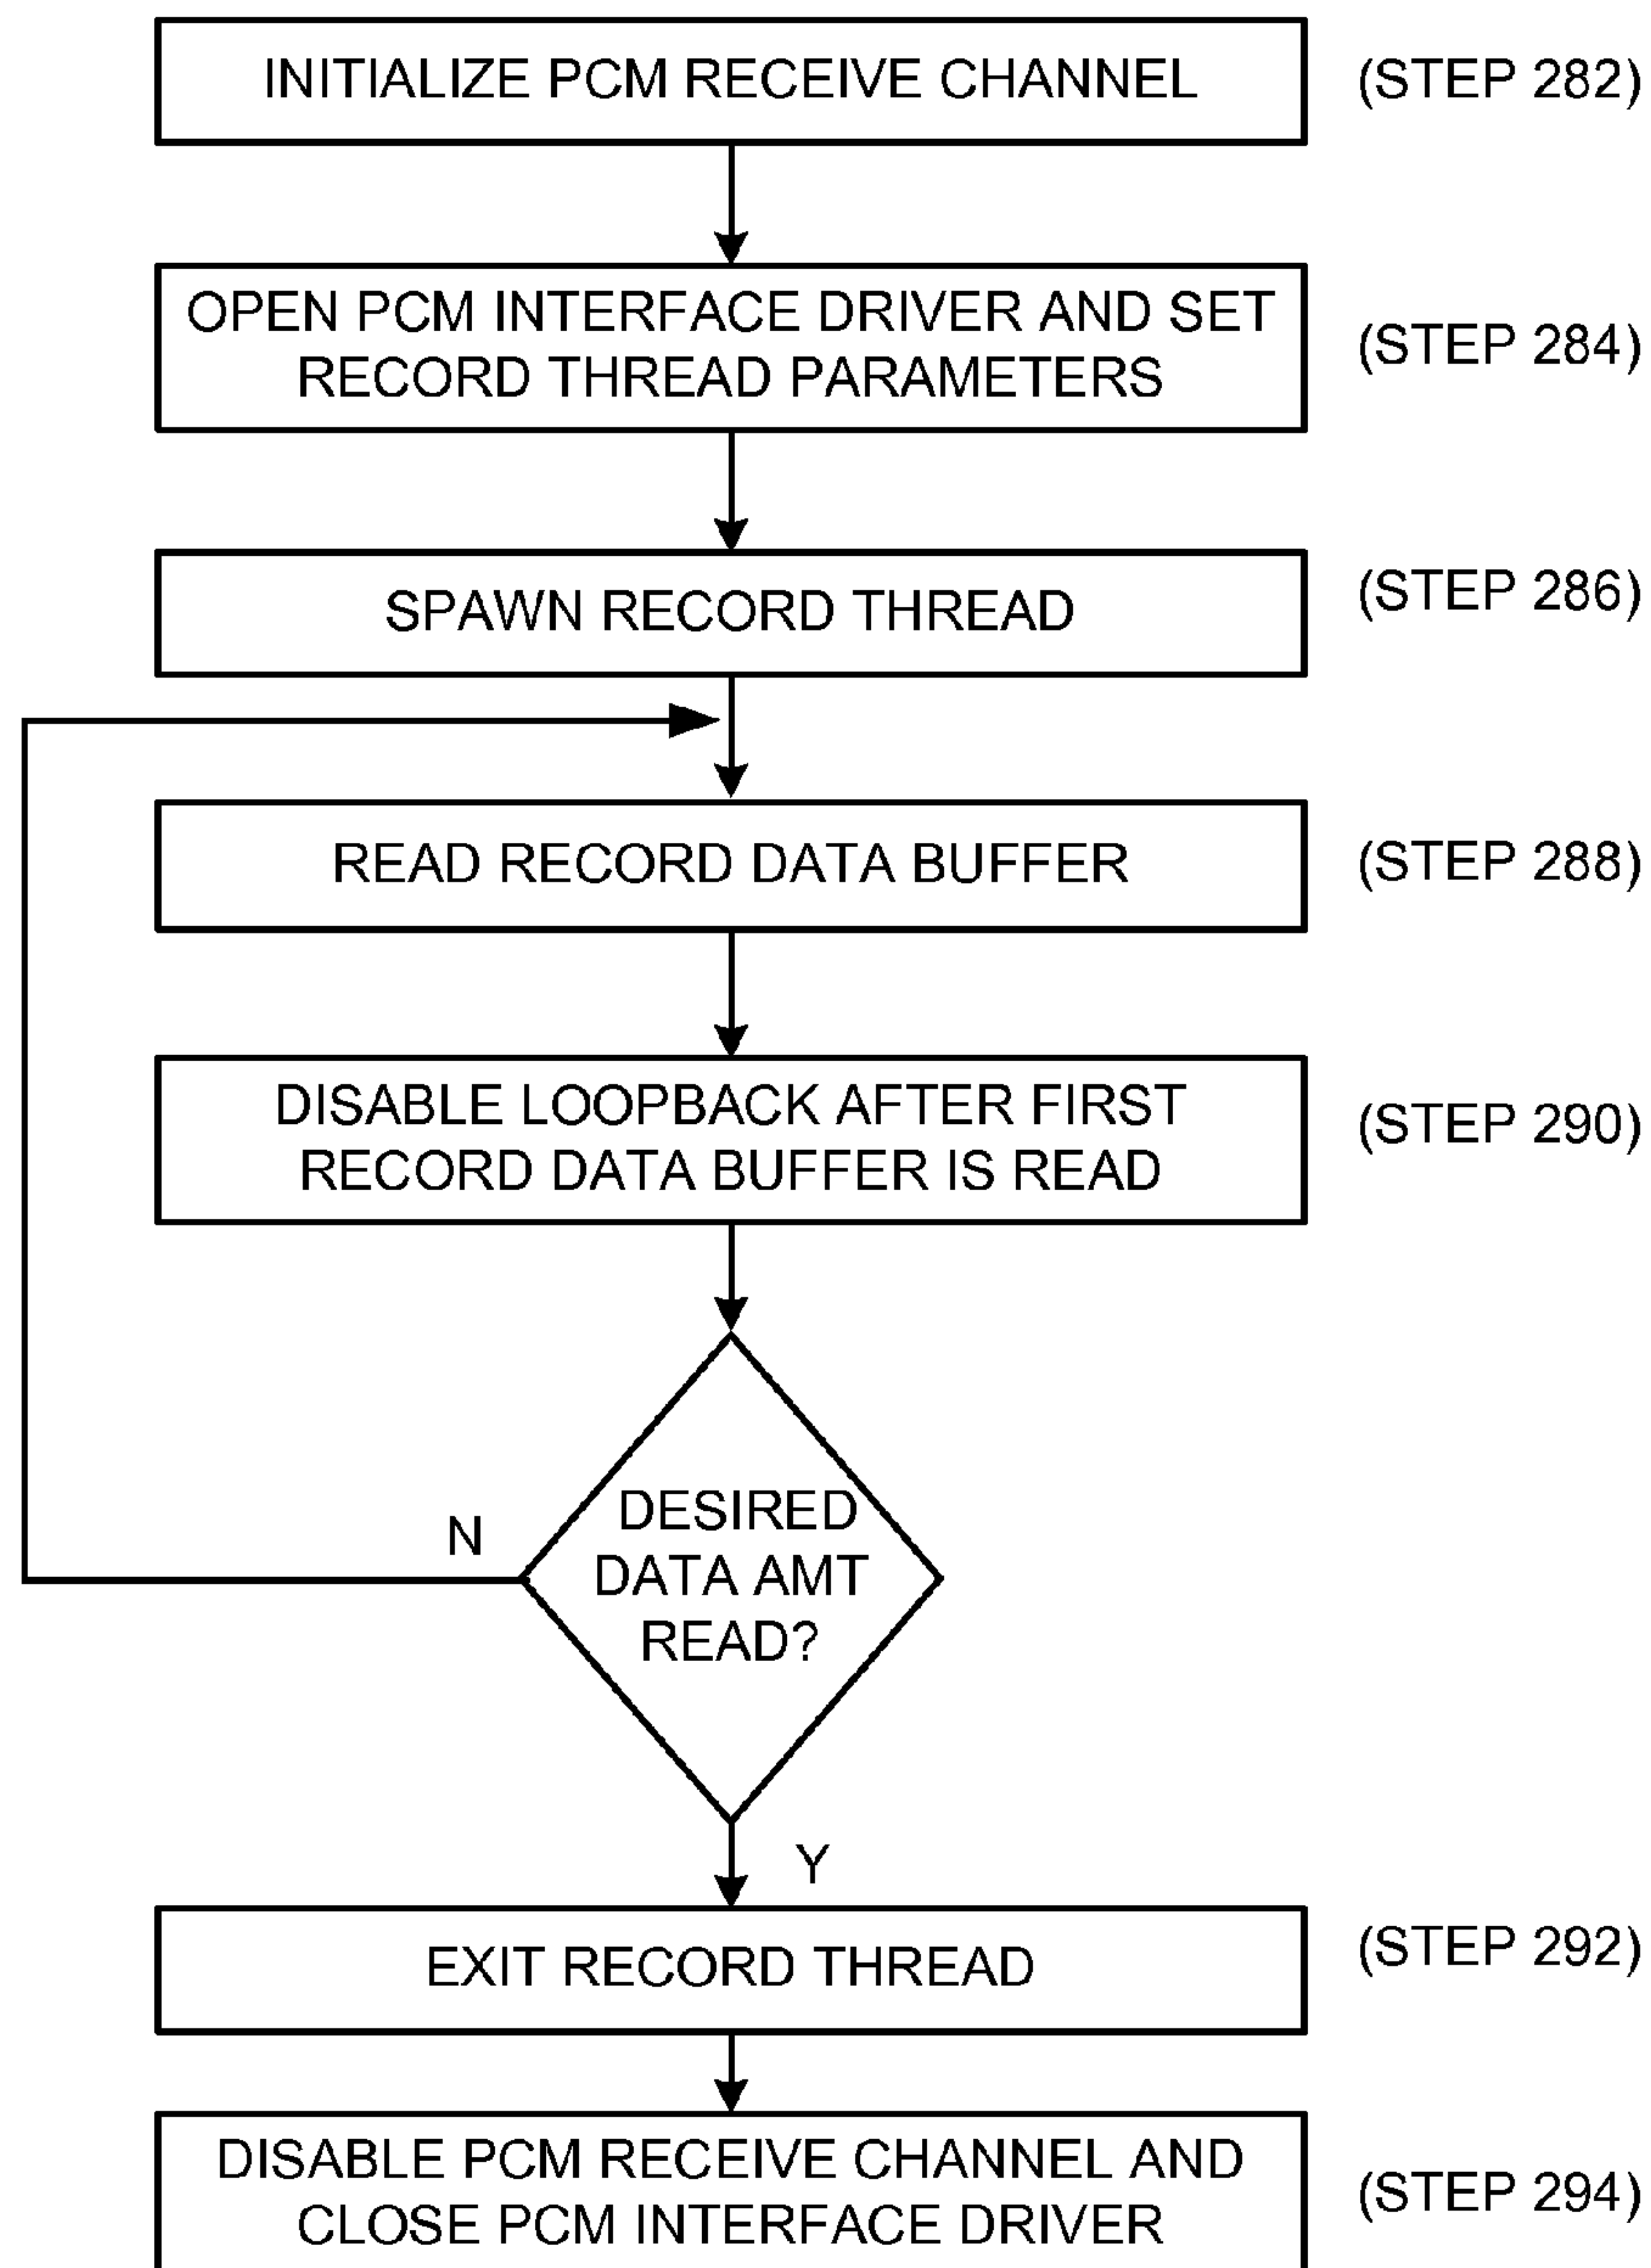 INITIALIZE PCM RECEIVE CHANNEL
(STEP 282)
OPEN PCM INTERFACE DRIVER AND SET
RECORD THREAD PARAMETERS
(STEP 284)
SPAWN RECORD THREAD
(STEP 286)
READ RECORD DATA BUFFER
(STEP 288)
DISABLE LOOPBACK AFTER FIRST
RECORD DATA BUFFER IS READ
(STEP 290)
DESIRED
DATA AMT
READ?
N
Y
EXIT RECORD THREAD
(STEP 292)
DISABLE PCM RECEIVE CHANNEL AND
CLOSE PCM INTERFACE DRIVER
(STEP 294)